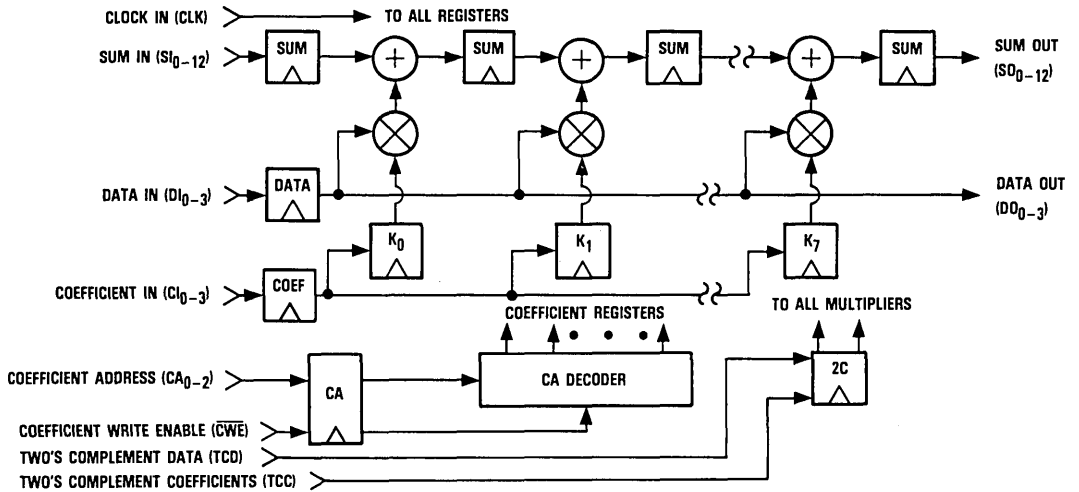 CLOCK IN (CLK)
TO ALL REGISTERS
SUM IN (SI0–12)
SUM
+
SUM
+
SUM
+
SUM
SUM OUT
(SO0–12)
DATA IN (DI0–3)
DATA
DATA OUT
(DO0–3)
K0
K1
K7
COEFFICIENT IN (CI0–3)
COEF
COEFFICIENT REGISTERS
TO ALL MULTIPLIERS
COEFFICIENT ADDRESS (CA0–2)
CA
CA DECODER
2C
COEFFICIENT WRITE ENABLE (C̅W̅E̅)
TWO'S COMPLEMENT DATA (TCD)
TWO'S COMPLEMENT COEFFICIENTS (TCC)